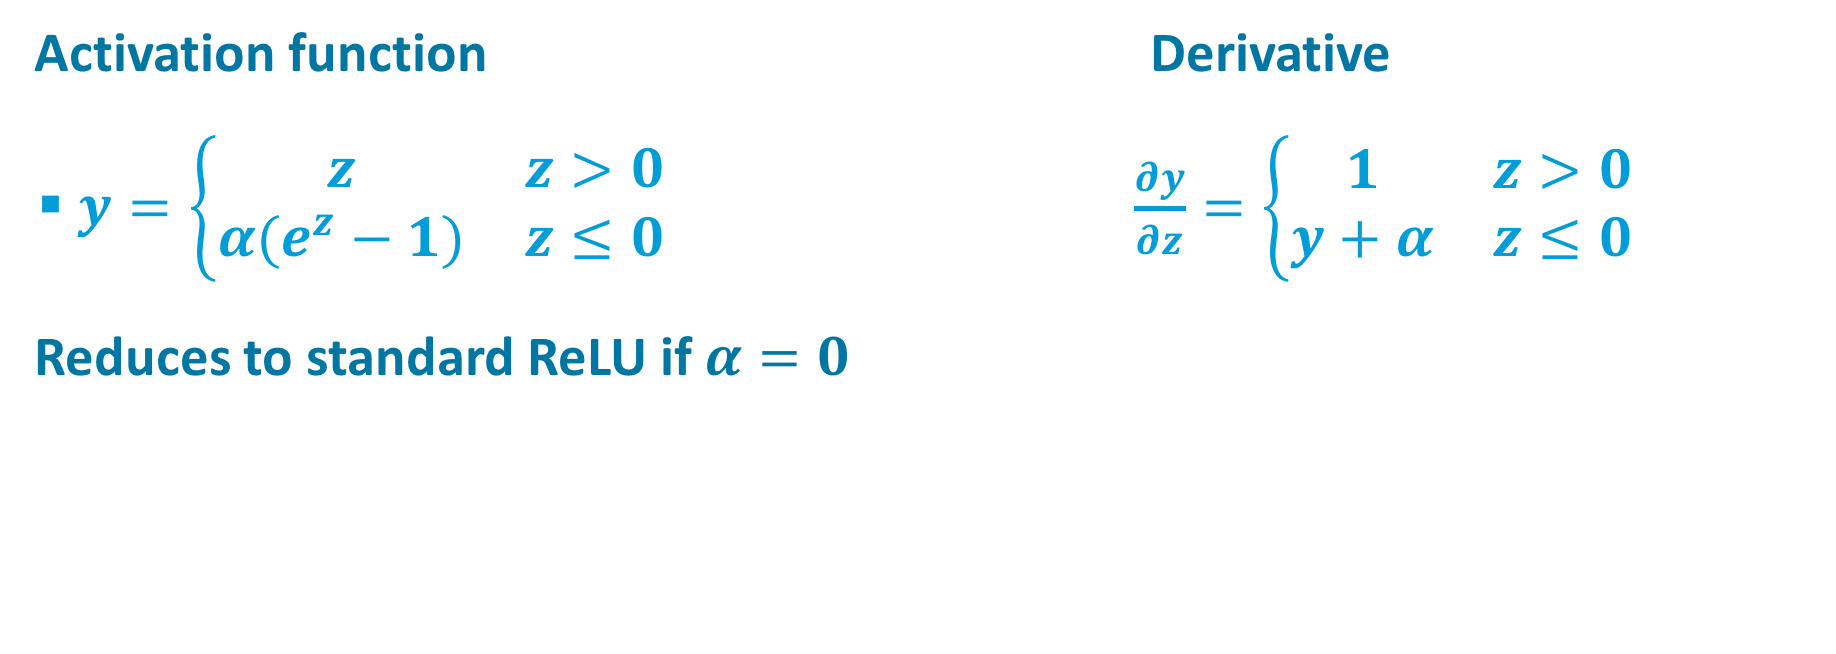 Activation function
▪ y = { z z > 0
α(e^z − 1) z ≤ 0
Reduces to standard ReLU if α = 0
Derivative
∂y/∂z = { 1 z > 0
y + α z ≤ 0